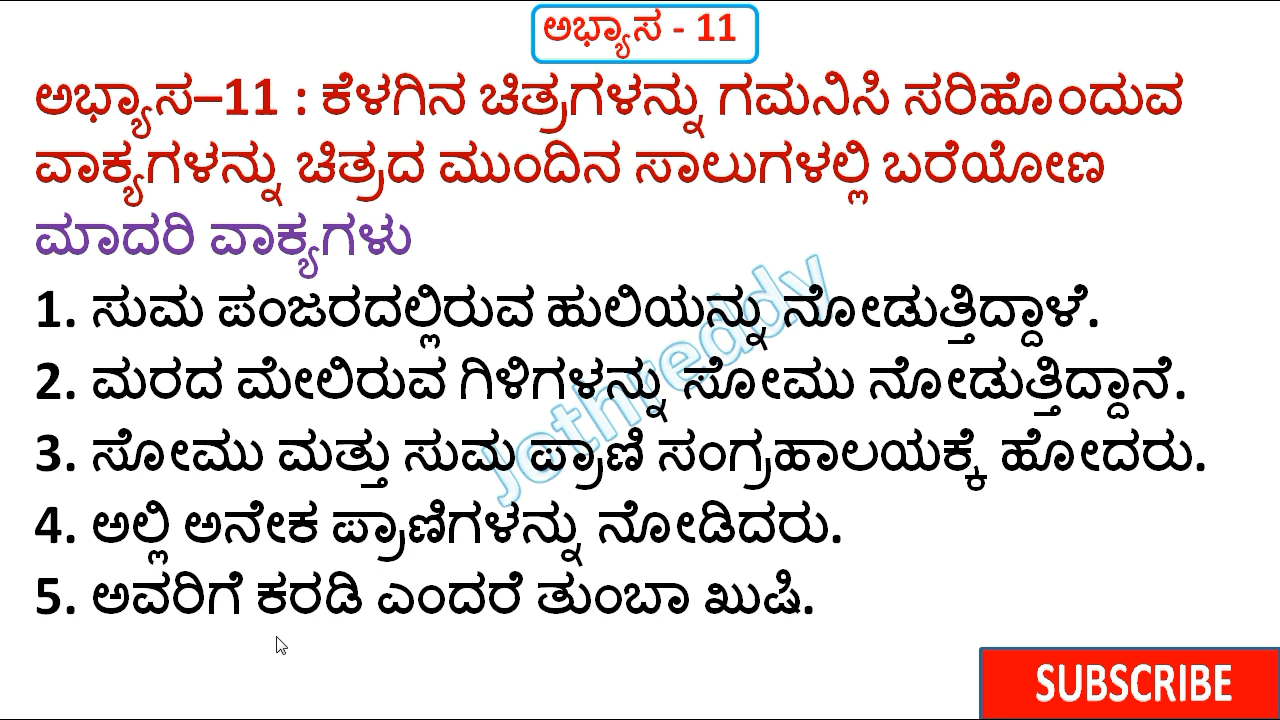 ಅಭ್ಯಾಸ - 11
ಅಭ್ಯಾಸ–11 : ಕೆಳಗಿನ ಚಿತ್ರಗಳನ್ನು ಗಮನಿಸಿ ಸರಿಹೊಂದುವ
ವಾಕ್ಯಗಳನ್ನು ಚಿತ್ರದ ಮುಂದಿನ ಸಾಲುಗಳಲ್ಲಿ ಬರೆಯೋಣ
ಮಾದರಿ ವಾಕ್ಯಗಳು
1. ಸುಮ ಪಂಜರದಲ್ಲಿರುವ ಹುಲಿಯನ್ನು ನೋಡುತ್ತಿದ್ದಾಳೆ.
2. ಮರದ ಮೇಲಿರುವ ಗಿಳಿಗಳನ್ನು ಸೋಮು ನೋಡುತ್ತಿದ್ದಾನೆ.
3. ಸೋಮು ಮತ್ತು ಸುಮ ಪ್ರಾಣಿ ಸಂಗ್ರಹಾಲಯಕ್ಕೆ ಹೋದರು.
4. ಅಲ್ಲಿ ಅನೇಕ ಪ್ರಾಣಿಗಳನ್ನು ನೋಡಿದರು.
5. ಅವರಿಗೆ ಕರಡಿ ಎಂದರೆ ತುಂಬಾ ಖುಷಿ.
Jothreddy
SUBSCRIBE